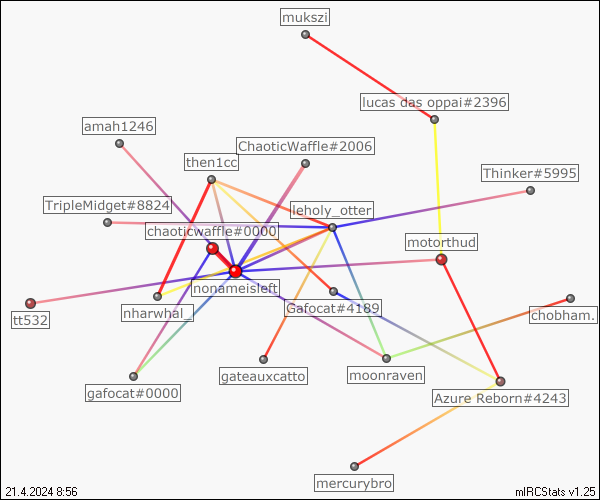 mukszi
lucas das oppai#2396
amah1246
ChaoticWaffle#2006
then1cc
Thinker#5995
TripleMidget#8824
leholy_otter
chaoticwaffle#0000
motorthud
nonameisleft
Gafocat#4189
tt532
nharwhal_
chobham.
gafocat#0000
gateauxcatto
moonraven
Azure Reborn#4243
mercurybro
21.4.2024 8:56
mIRCStats v1.25